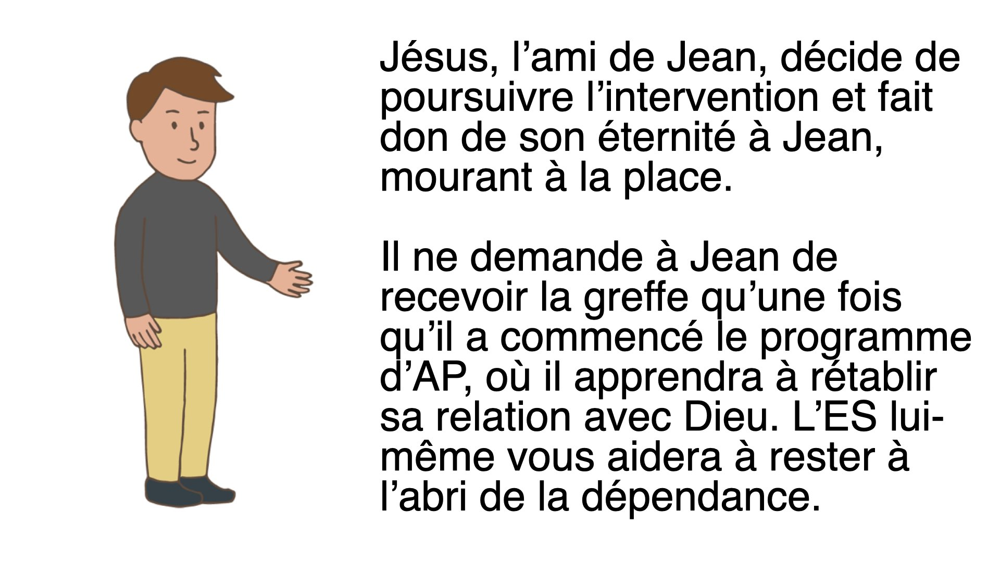 Jésus, l’ami de Jean, décide de
poursuivre l’intervention et fait
don de son éternité à Jean,
mourant à la place.
Il ne demande à Jean de
recevoir la greffe qu’une fois
qu’il a commencé le programme
d’AP, où il apprendra à rétablir
sa relation avec Dieu. L’ES lui-
même vous aidera à rester à
l’abri de la dépendance.